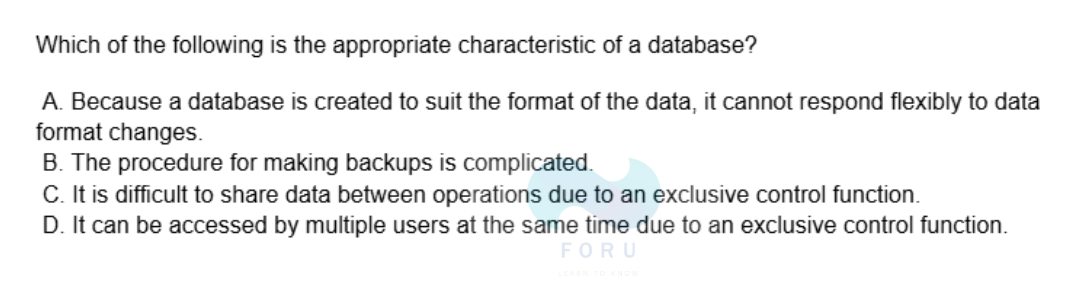 Which of the following is the appropriate characteristic of a database?
A. Because a database is created to suit the format of the data, it cannot respond flexibly to data
format changes.
B. The procedure for making backups is complicated.
C. It is difficult to share data between operations due to an exclusive control function.
D. It can be accessed by multiple users at the same time due to an exclusive control function.
FORU
LEARN TO KNOW